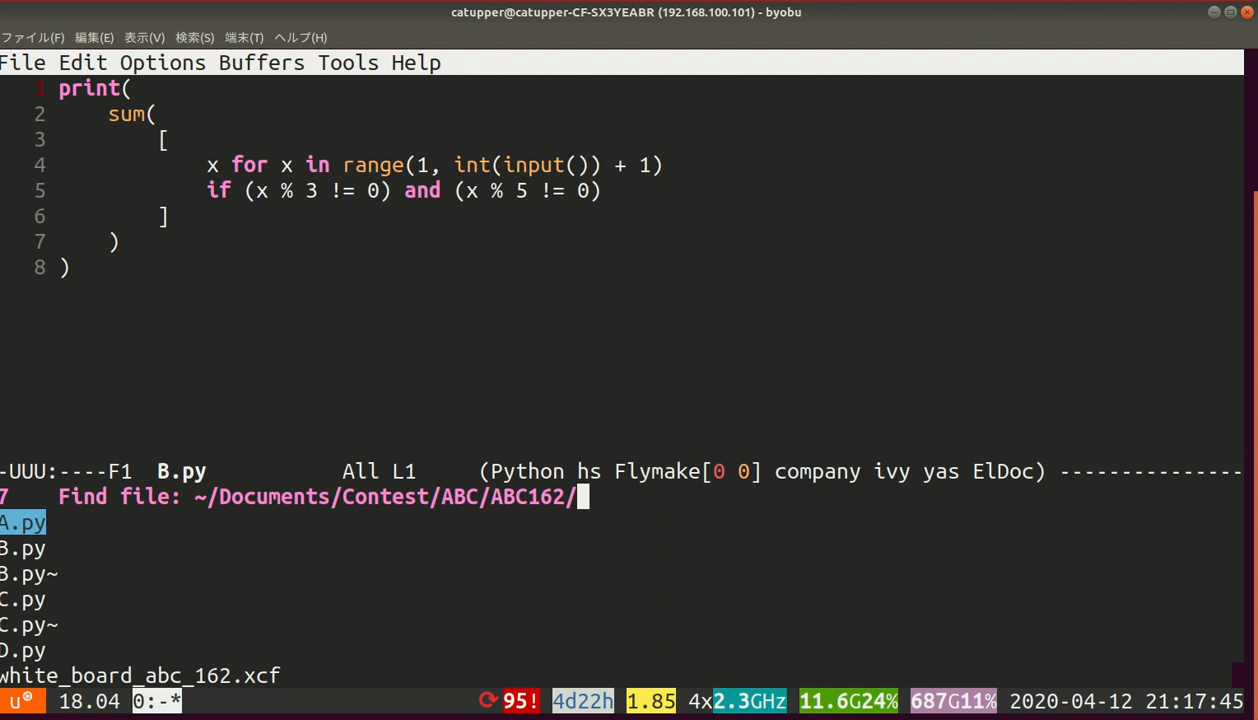 catupper@catupper-CF-SX3YEABR (192.168.100.101) - byobu
ファイル(F) 編集(E) 表示(V) 検索(S) 端末(T) ヘルプ(H)
File Edit Options Buffers Tools Help
1 print(
2 sum(
3 [
4 x for x in range(1, int(input()) + 1)
5 if (x % 3 != 0) and (x % 5 != 0)
6 ]
7 )
8 )
-UUU:----F1 B.py All L1 (Python hs Flymake[0 0] company ivy yas ElDoc) ---------------
7 Find file: ~/Documents/Contest/ABC/ABC162/
A.py
B.py
B.py~
C.py
C.py~
D.py
white_board_abc_162.xcf
u 18.04 0:-* 95! 4d22h 1.85 4x2.3GHz 11.6G24% 687G11% 2020-04-12 21:17:45